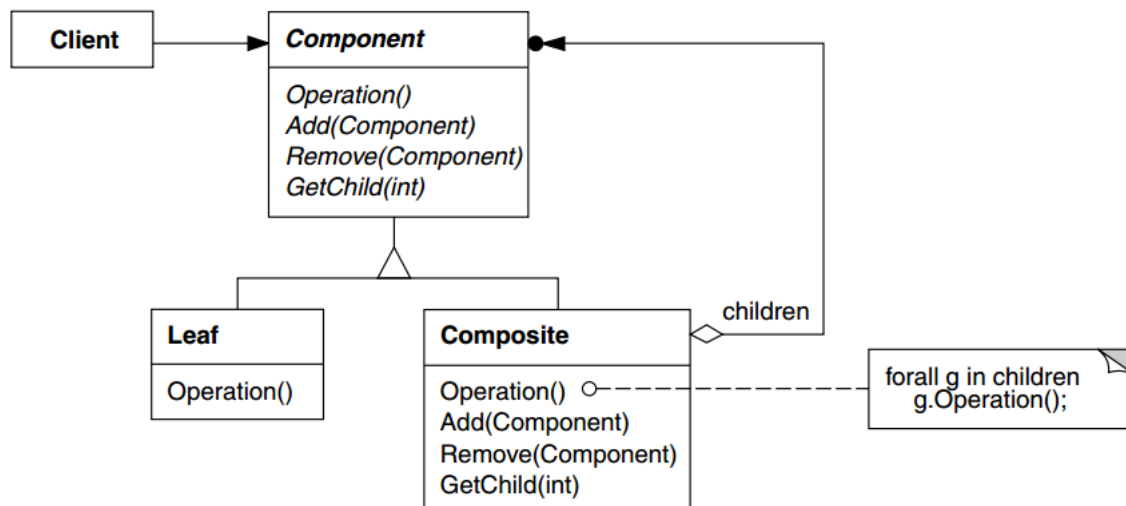 Client
Component
Operation()
Add(Component)
Remove(Component)
GetChild(int)
Leaf
Operation()
Composite
Operation()
Add(Component)
Remove(Component)
GetChild(int)
children
forall g in children
g.Operation();